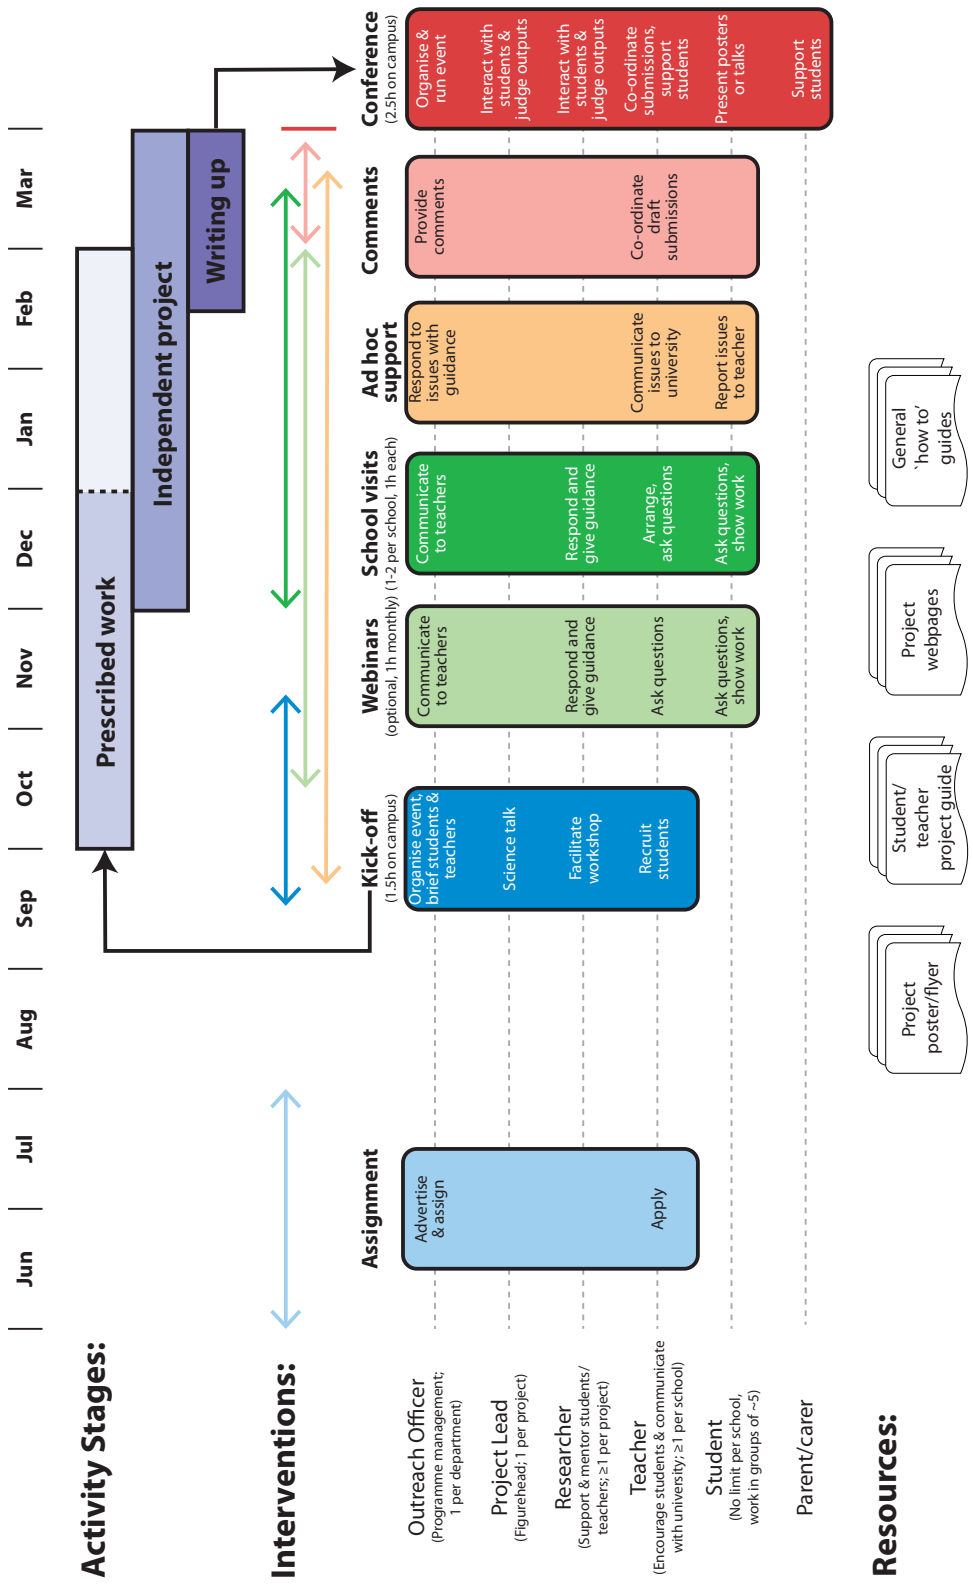 Jun
Jul
Aug
Sep
Oct
Nov
Dec
Jan
Feb
Mar
Activity Stages:
Prescribed work
Independent project
Writing up
Interventions:
Assignment
Kick-off
(1.5h on campus)
Webinars
(optional, 1h monthly)
School visits
(1-2 per school, 1h each)
Ad hoc
support
Comments
Conference
(2.5h on campus)
Outreach Officer
(Programme management;
1 per department)
Advertise
& assign
Organise event,
brief students &
teachers
Communicate
to teachers
Communicate
to teachers
Respond to
issues with
guidance
Provide
comments
Organise &
run event
Project Lead
(Figurehead; 1 per project)
Science talk
Interact with
students &
judge outputs
Researcher
(Support & mentor students/
teachers; ≥1 per project)
Facilitate
workshop
Respond and
give guidance
Respond and
give guidance
Interact with
students &
judge outputs
Teacher
(Encourage students & communicate
with university; ≥1 per school)
Apply
Recruit
students
Ask questions
Arrange,
ask questions
Communicate
issues to
university
Co-ordinate
draft
submissions
Co-ordinate
submissions,
support
students
Student
(No limit per school,
work in groups of ~5)
Ask questions,
show work
Ask questions,
show work
Report issues
to teacher
Present posters
or talks
Parent/carer
Support
students
Resources:
Project
poster/flyer
Student/
teacher
project guide
Project
webpages
General
`how to’
guides